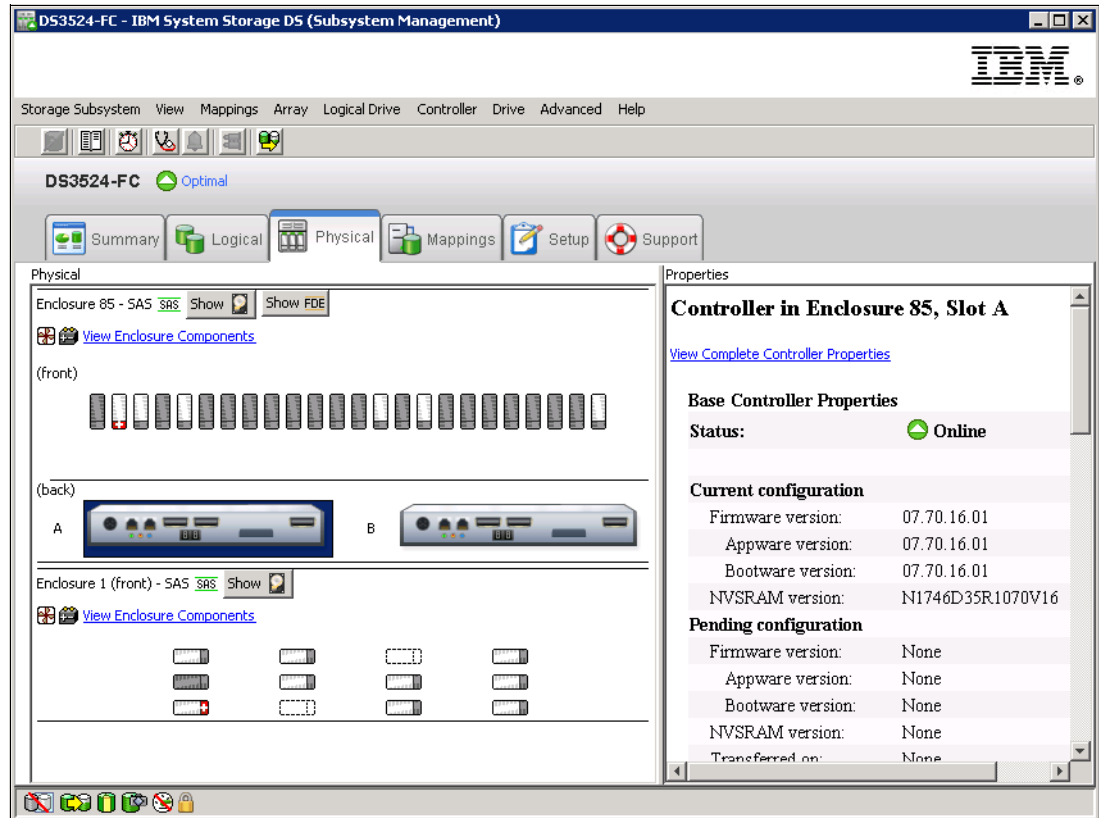 DS3524-FC - IBM System Storage DS (Subsystem Management)
IBM®
Storage Subsystem View Mappings Array Logical Drive Controller Drive Advanced Help
DS3524-FC Optimal
Summary Logical Physical Mappings Setup Support
Physical
Enclosure 85 - SAS SAS Show Show FDE
View Enclosure Components
(front)
(back)
A
B
Enclosure 1 (front) - SAS SAS Show
View Enclosure Components
Properties
Controller in Enclosure 85, Slot A
View Complete Controller Properties
Base Controller Properties
Status: Online
Current configuration
Firmware version: 07.70.16.01
Appware version: 07.70.16.01
Bootware version: 07.70.16.01
NVSRAM version: N1746D35R1070V16
Pending configuration
Firmware version: None
Appware version: None
Bootware version: None
NVSRAM version: None
Transferred on: None